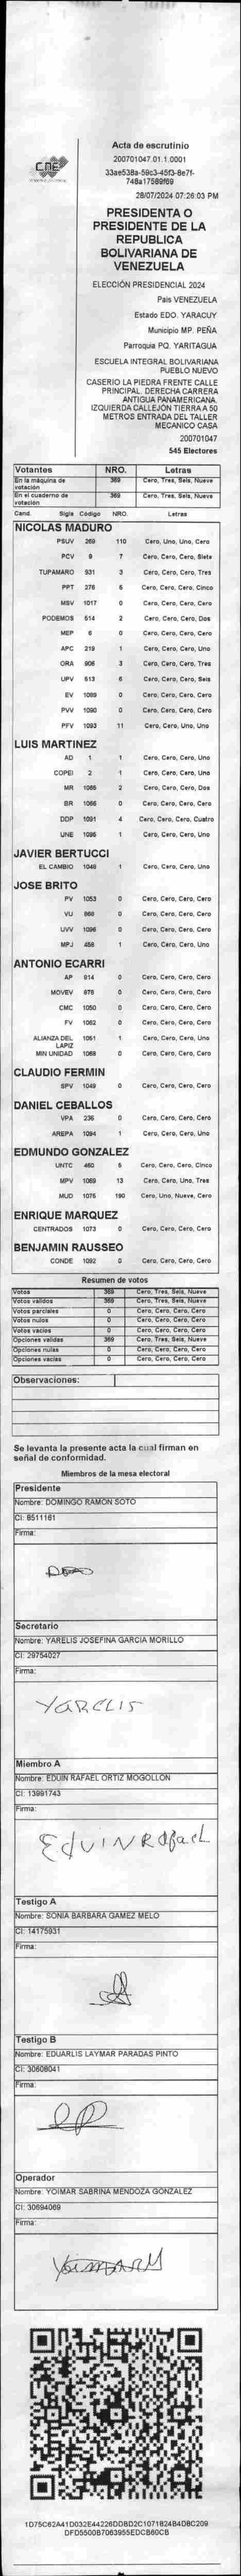 CNE
Acta de escrutinio
200701047.01.1.0001
33ae538a-59c3-45f3-8e7f-
748a17589f69
28/07/2024 07:26:03 PM
PRESIDENTA O
PRESIDENTE DE LA
REPUBLICA
BOLIVARIANA DE
VENEZUELA
ELECCIÓN PRESIDENCIAL 2024
Pais VENEZUELA
Estado EDO. YARACUY
Municipio MP. PEÑA
Parroquia PQ. YARITAGUA
ESCUELA INTEGRAL BOLIVARIANA
PUEBLO NUEVO
CASERIO LA PIEDRA FRENTE CALLE
PRINCIPAL. DERECHA CARRERA
ANTIGUA PANAMERICANA.
IZQUIERDA CALLEJÓN TIERRA A 50
METROS ENTRADA DEL TALLER
MECANICO CASA
200701047
545 Electores
Votantes NRO. Letras
En la máquina de votación 369 Cero, Tres, Seis, Nueve
En el cuaderno de votación 369 Cero, Tres, Seis, Nueve
Cand. Sigla Código NRO. Letras
NICOLAS MADURO
PSUV 269 110 Cero, Uno, Uno, Cero
PCV 9 7 Cero, Cero, Cero, Siete
TUPAMARO 931 3 Cero, Cero, Cero, Tres
PPT 276 5 Cero, Cero, Cero, Cinco
MSV 1017 0 Cero, Cero, Cero, Cero
PODEMOS 514 2 Cero, Cero, Cero, Dos
MEP 6 0 Cero, Cero, Cero, Cero
APC 219 1 Cero, Cero, Cero, Uno
ORA 906 3 Cero, Cero, Cero, Tres
UPV 513 6 Cero, Cero, Cero, Seis
EV 1089 0 Cero, Cero, Cero, Cero
PVV 1090 0 Cero, Cero, Cero, Cero
PFV 1093 11 Cero, Cero, Uno, Uno
LUIS MARTINEZ
AD 1 1 Cero, Cero, Cero, Uno
COPEI 2 1 Cero, Cero, Cero, Uno
MR 1065 2 Cero, Cero, Cero, Dos
BR 1066 0 Cero, Cero, Cero, Cero
DDP 1091 4 Cero, Cero, Cero, Cuatro
UNE 1095 1 Cero, Cero, Cero, Uno
JAVIER BERTUCCI
EL CAMBIO 1046 1 Cero, Cero, Cero, Uno
JOSE BRITO
PV 1053 0 Cero, Cero, Cero, Cero
VU 868 0 Cero, Cero, Cero, Cero
UVV 1096 0 Cero, Cero, Cero, Cero
MPJ 458 1 Cero, Cero, Cero, Uno
ANTONIO ECARRI
AP 914 0 Cero, Cero, Cero, Cero
MOVEV 879 0 Cero, Cero, Cero, Cero
CMC 1050 0 Cero, Cero, Cero, Cero
FV 1062 0 Cero, Cero, Cero, Cero
ALIANZA DEL LAPIZ 1051 1 Cero, Cero, Cero, Uno
MIN UNIDAD 1088 0 Cero, Cero, Cero, Cero
CLAUDIO FERMIN
SPV 1049 0 Cero, Cero, Cero, Cero
DANIEL CEBALLOS
VPA 236 0 Cero, Cero, Cero, Cero
AREPA 1094 1 Cero, Cero, Cero, Uno
EDMUNDO GONZALEZ
UNTC 460 5 Cero, Cero, Cero, Cinco
MPV 1069 13 Cero, Cero, Uno, Tres
MUD 1075 190 Cero, Uno, Nueve, Cero
ENRIQUE MARQUEZ
CENTRADOS 1073 0 Cero, Cero, Cero, Cero
BENJAMIN RAUSSEO
CONDE 1092 0 Cero, Cero, Cero, Cero
Resumen de votos
Votos 369 Cero, Tres, Seis, Nueve
Votos validos 369 Cero, Tres, Seis, Nueve
Votos parciales 0 Cero, Cero, Cero, Cero
Votos nulos 0 Cero, Cero, Cero, Cero
Votos vacios 0 Cero, Cero, Cero, Cero
Opciones validas 369 Cero, Tres, Seis, Nueve
Opciones nulas 0 Cero, Cero, Cero, Cero
Opciones vacias 0 Cero, Cero, Cero, Cero
Observaciones:
Se levanta la presente acta la cual firman en
señal de conformidad.
Miembros de la mesa electoral
Presidente
Nombre: DOMINGO RAMON SOTO
CI: 8511161
Firma:
Secretario
Nombre: YARELIS JOSEFINA GARCIA MORILLO
CI: 29754027
Firma:
YARELIS
Miembro A
Nombre: EDUIN RAFAEL ORTIZ MOGOLLON
CI: 13991743
Firma:
EdUINRafael
Testigo A
Nombre: SONIA BARBARA GAMEZ MELO
CI: 14175931
Firma:
Testigo B
Nombre: EDUARLIS LAYMAR PARADAS PINTO
CI: 30608041
Firma:
Operador
Nombre: YOIMAR SABRINA MENDOZA GONZALEZ
CI: 30694069
Firma:
1D75C62A41D032E44226DDBD2C1071824B4D8C209
DFD5500B7063955EDCB60CB